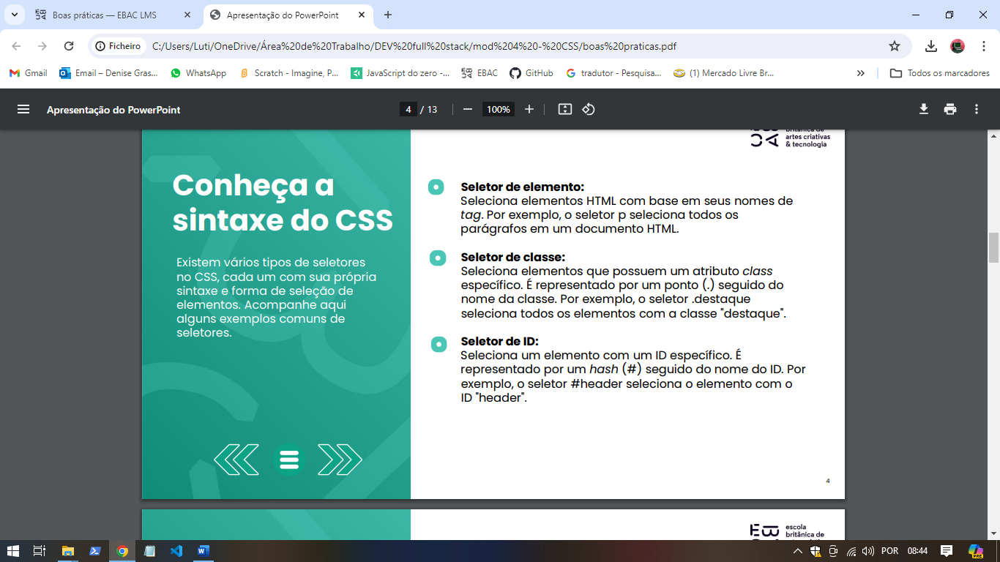 Boas práticas — EBAC LMS
Apresentação do PowerPoint
Ficheiro
C:/Users/Luti/OneDrive/Área%20de%20Trabalho/DEV%20full%20stack/mod%204%20-%20CSS/boas%20praticas.pdf
Gmail
Email – Denise Gras...
WhatsApp
Scratch - Imagine, P...
JavaScript do zero -...
EBAC
GitHub
tradutor - Pesquisa...
(1) Mercado Livre Br...
Todos os marcadores
Apresentação do PowerPoint
4 / 13
100%
britânica de
artes criativas
& tecnologia
Conheça a
sintaxe do CSS
Existem vários tipos de seletores
no CSS, cada um com sua própria
sintaxe e forma de seleção de
elementos. Acompanhe aqui
alguns exemplos comuns de
seletores.
Seletor de elemento:
Seleciona elementos HTML com base em seus nomes de
tag. Por exemplo, o seletor p seleciona todos os
parágrafos em um documento HTML.
Seletor de classe:
Seleciona elementos que possuem um atributo class
específico. É representado por um ponto (.) seguido do
nome da classe. Por exemplo, o seletor .destaque
seleciona todos os elementos com a classe "destaque".
Seletor de ID:
Seleciona um elemento com um ID específico. É
representado por um hash (#) seguido do nome do ID. Por
exemplo, o seletor #header seleciona o elemento com o
ID "header".
4
escola
britânica de
POR
08:44